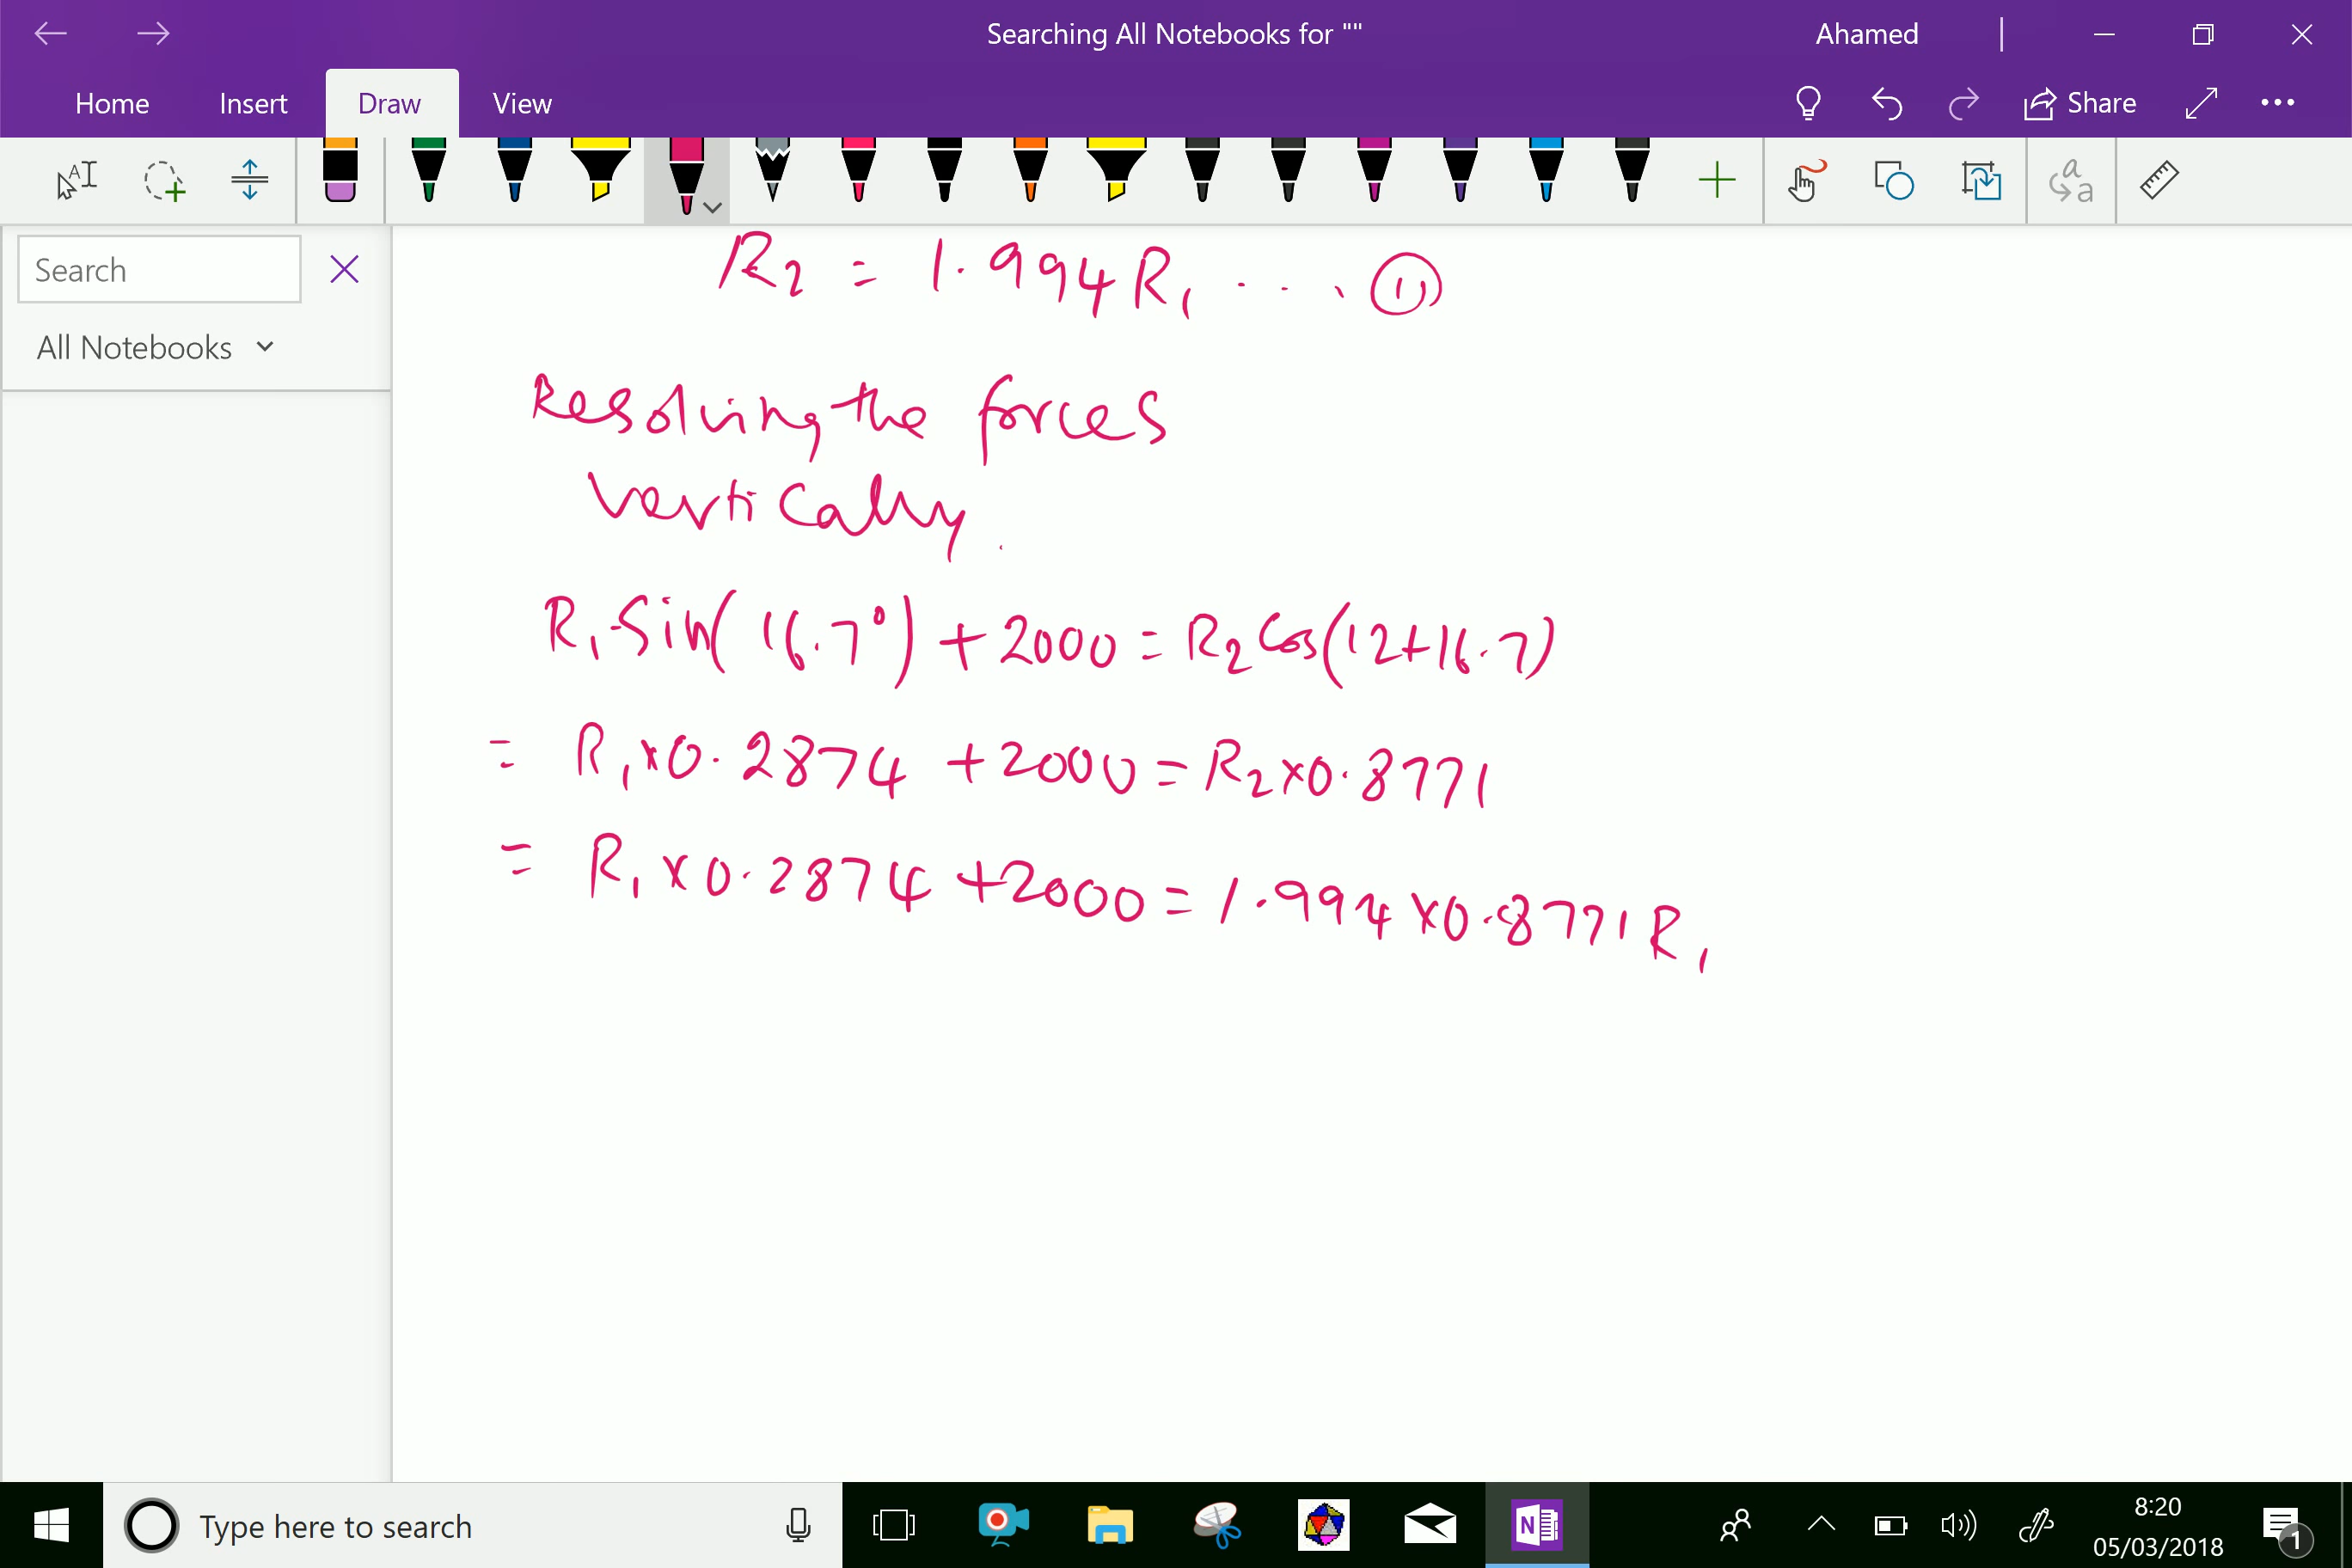 Searching All Notebooks for ""
Ahamed
Home Insert Draw View
Share
Search
All Notebooks
R₂ = 1.994R₁ .... (1)
Resolving the forces
vertically.
R₁ Sin(16.7°) + 2000 = R₂ Cos(12+16.7)
= R₁×0.2874 +2000 = R₂×0.8771
= R₁×0.2874 +2000 = 1.994×0.8771R₁
Type here to search
8:20
05/03/2018
1